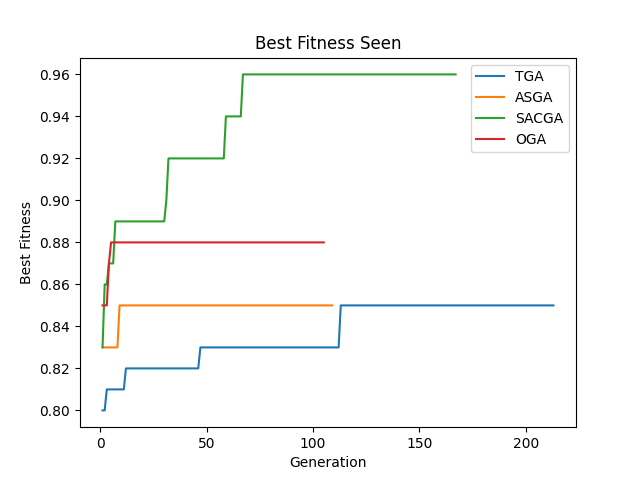 Best Fitness Seen
TGA
ASGA
SACGA
OGA
Best Fitness
0.96
0.94
0.92
0.90
0.88
0.86
0.84
0.82
0.80
0
50
100
150
200
Generation